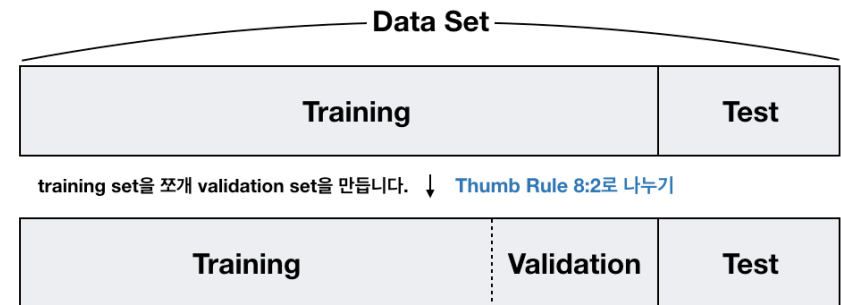 Data Set
Training Test
training set을 쪼개 validation set을 만듭니다. ↓ Thumb Rule 8:2로 나누기
Training Validation Test